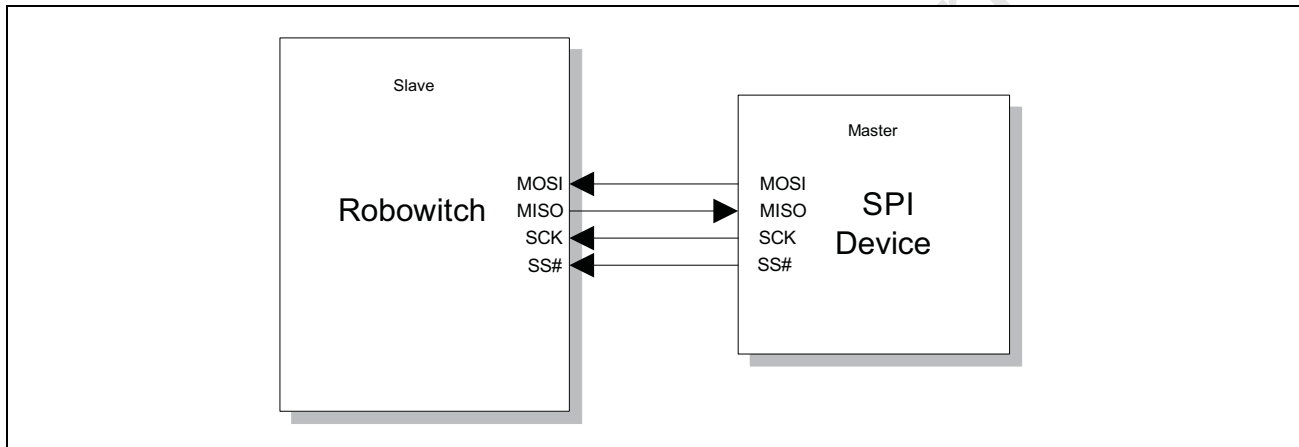 Slave
Robowitch
MOSI
MISO
SCK
SS#
Master
SPI
Device
MOSI
MISO
SCK
SS#